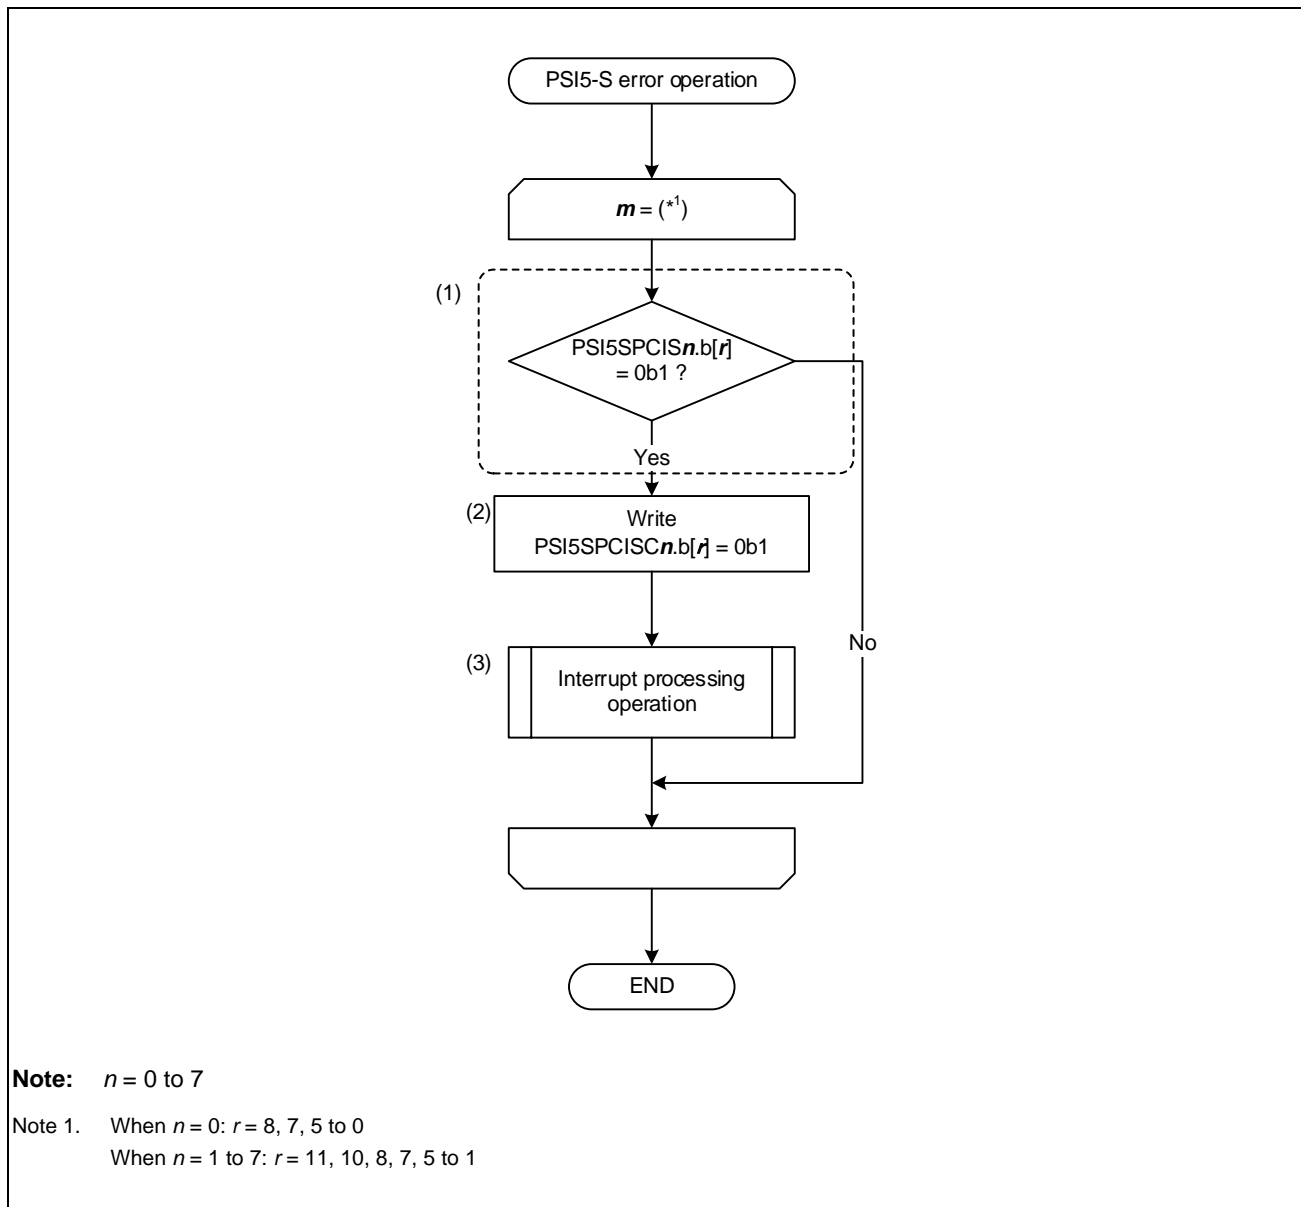 PSI5-S error operation
m = (*1)
(1)
PSI5SPCISn.b[r]
= 0b1 ?
Yes
(2)
Write
PSI5SPCISCn.b[r] = 0b1
No
(3)
Interrupt processing
operation
END
Note: n = 0 to 7
Note 1. When n = 0: r = 8, 7, 5 to 0
When n = 1 to 7: r = 11, 10, 8, 7, 5 to 1